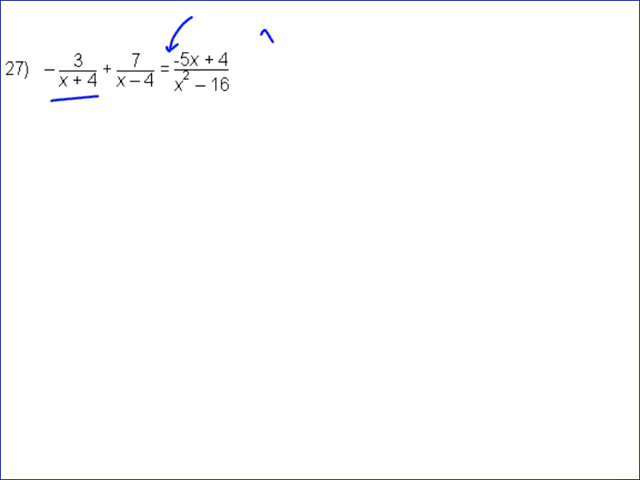 27) – 3/(x + 4) + 7/(x – 4) = (-5x + 4)/(x² – 16)